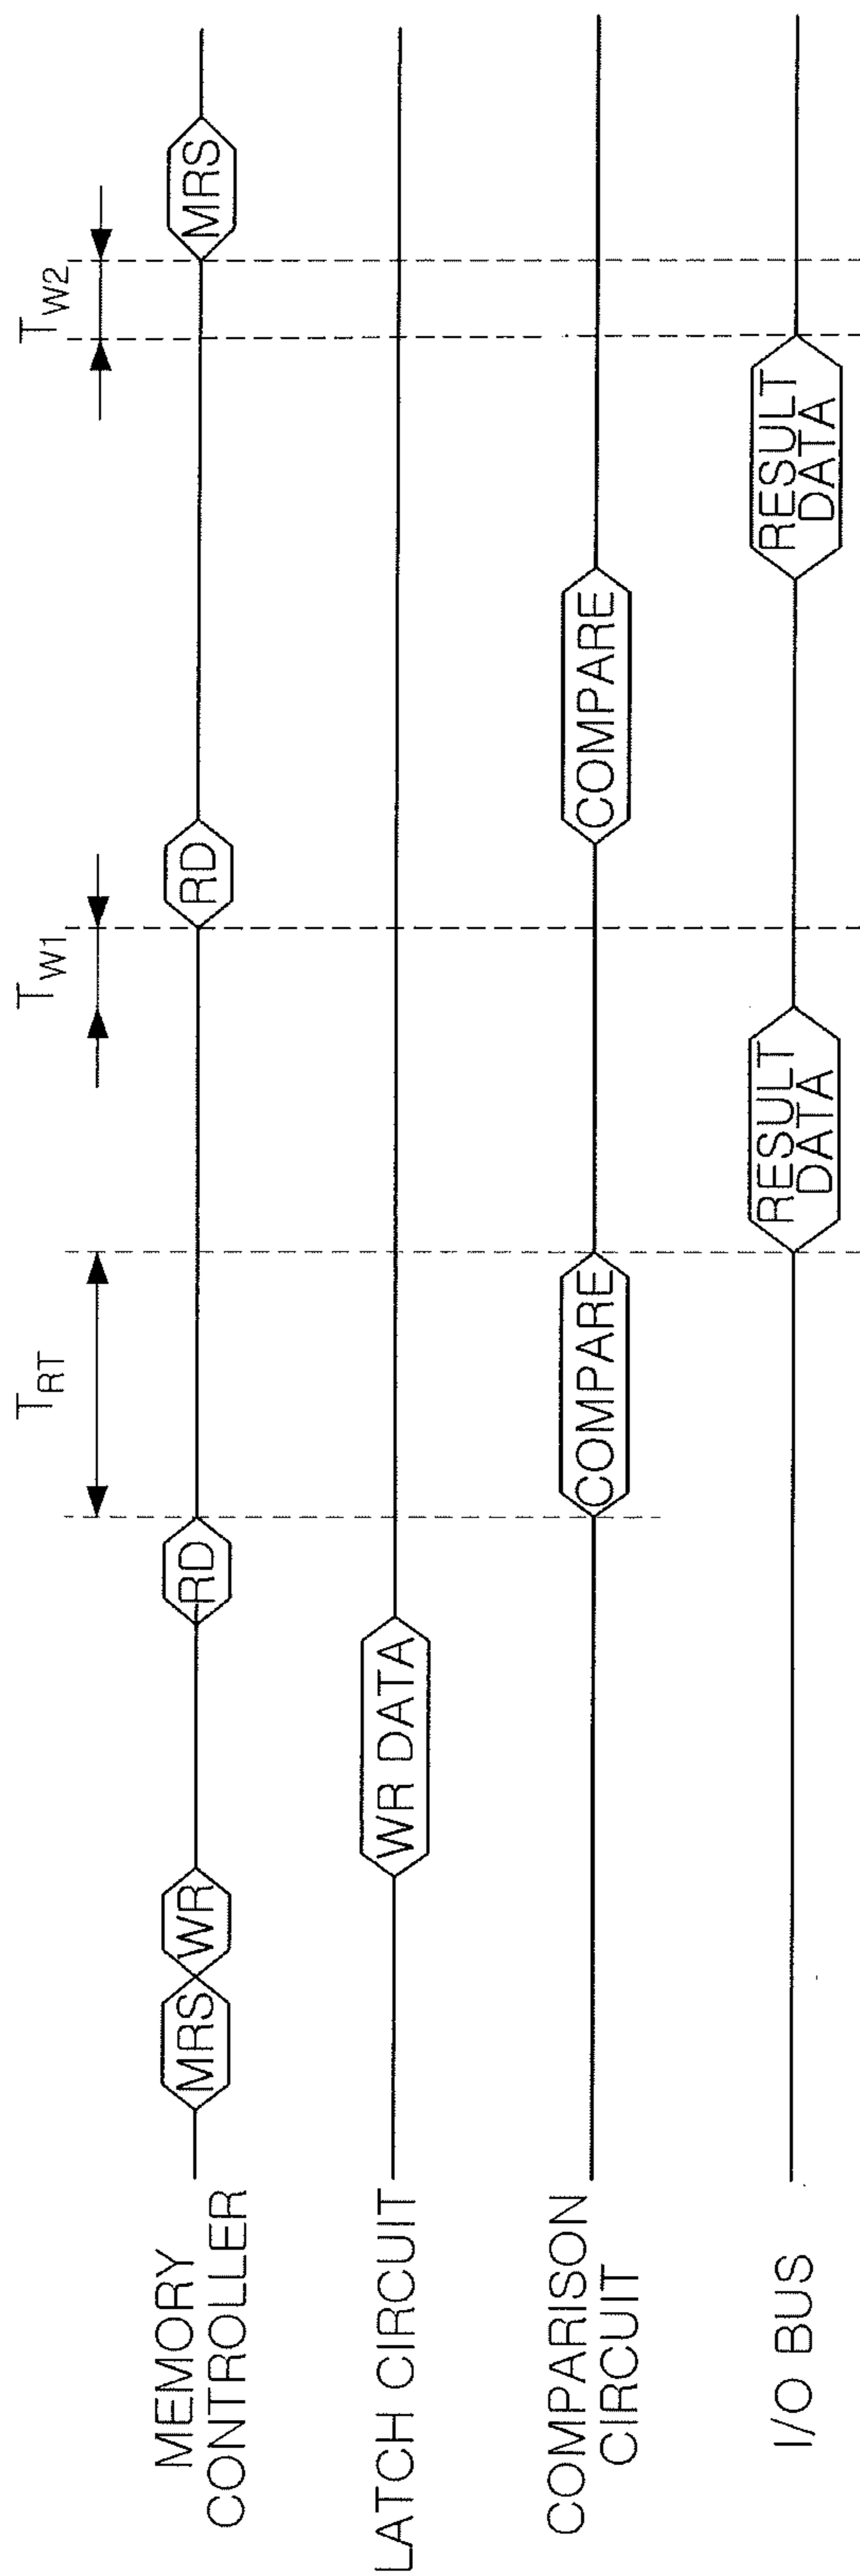 T_RT
T_W1
T_W2
MEMORY
CONTROLLER
MRS
WR
RD
RD
MRS
LATCH CIRCUIT
WR DATA
COMPARISON
CIRCUIT
COMPARE
COMPARE
I/O BUS
RESULT
DATA
RESULT
DATA